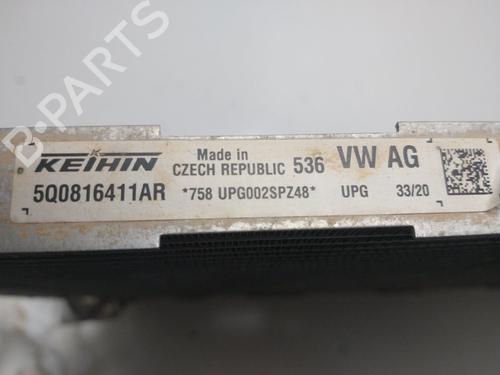 KEIHIN Made in CZECH REPUBLIC 536 VW AG
5Q0816411AR *758 UPG002SPZ48* UPG 33/20
B-PARTS